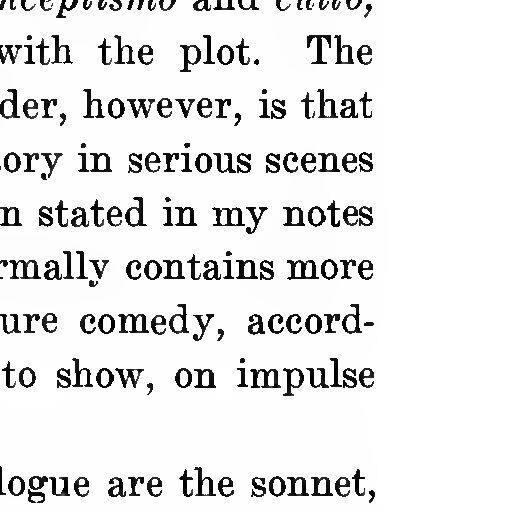 and culto,
with the plot. The
der, however, is that
ory in serious scenes
n stated in my notes
rmally contains more
ure comedy, accord-
to show, on impulse
logue are the sonnet,